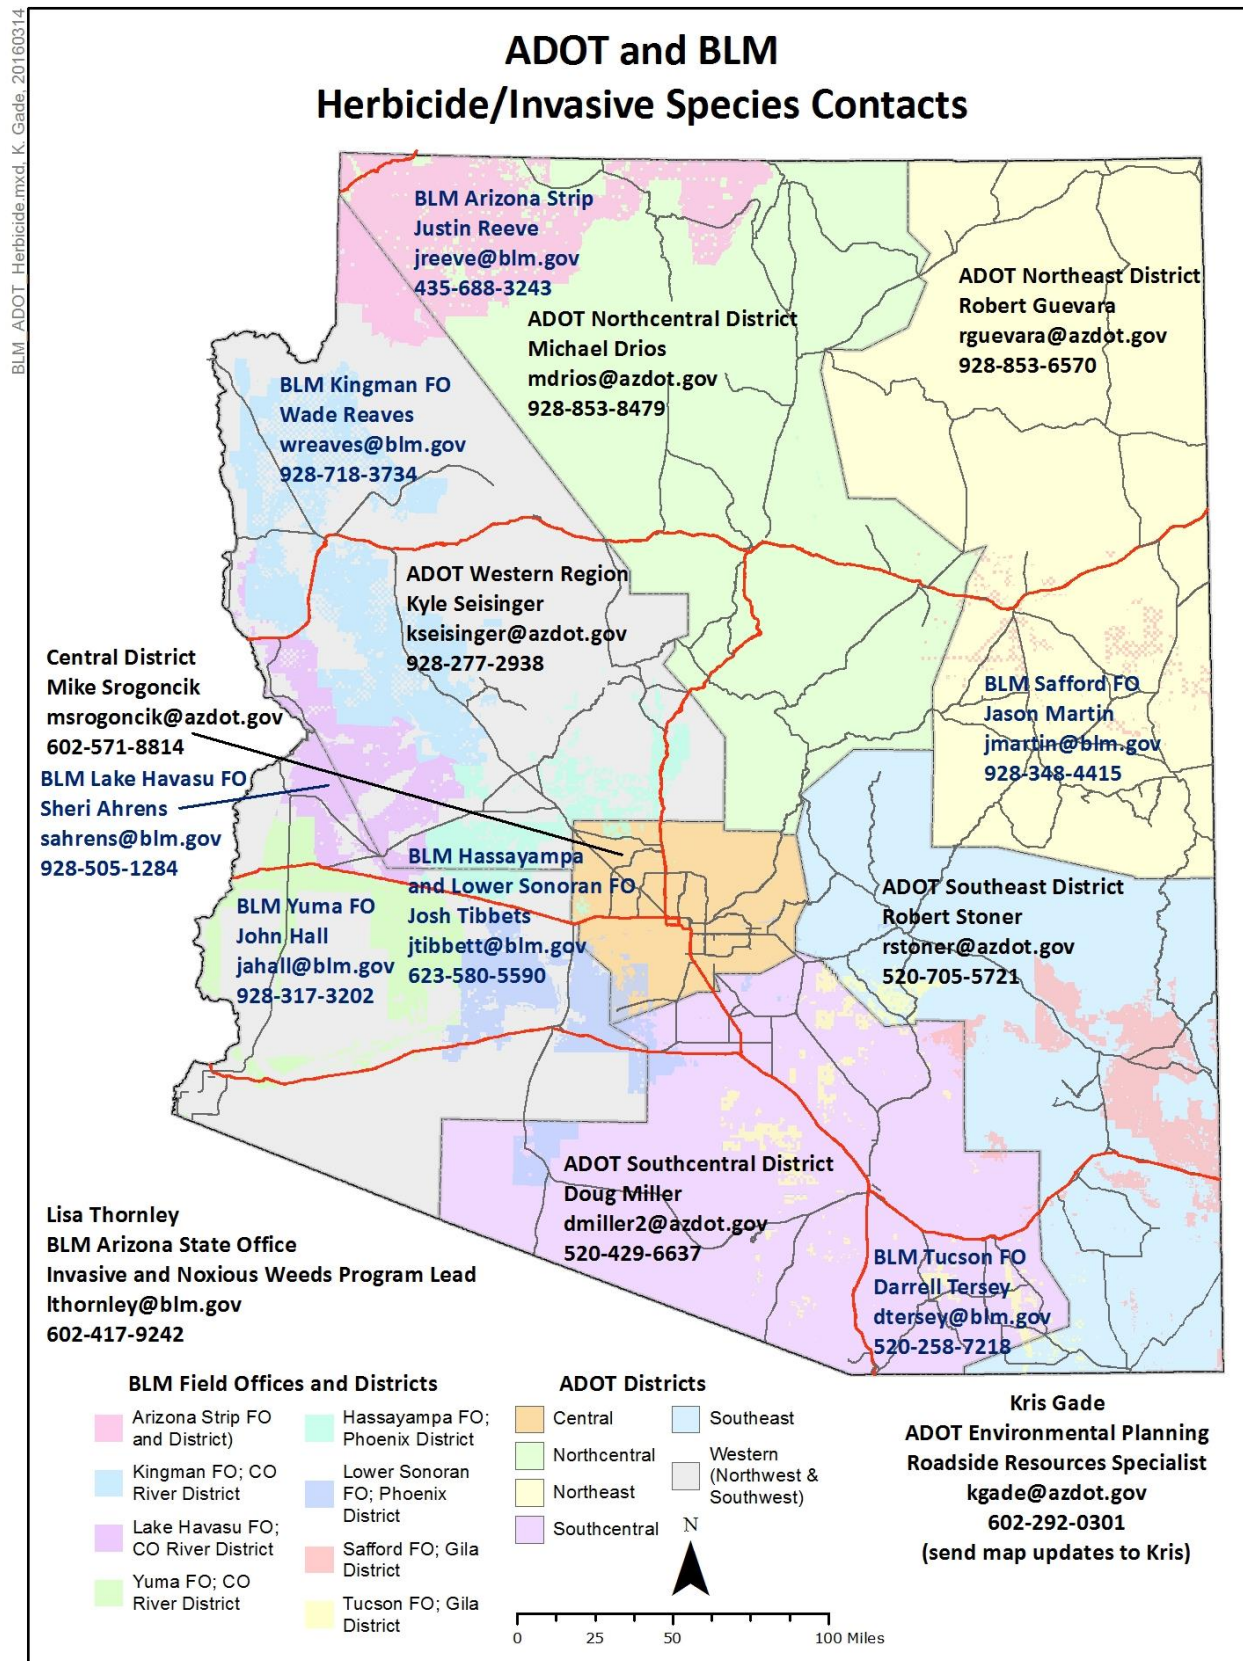 BLM_ADOT_Herbicide.mxd, K. Gade, 20160314
ADOT and BLM
Herbicide/Invasive Species Contacts
BLM Arizona Strip
Justin Reeve
jreeve@blm.gov
435-688-3243
ADOT Northeast District
Robert Guevara
rguevara@azdot.gov
928-853-6570
ADOT Northcentral District
Michael Drios
mdrios@azdot.gov
928-853-8479
BLM Kingman FO
Wade Reaves
wreaves@blm.gov
928-718-3734
ADOT Western Region
Kyle Seisinger
kseisinger@azdot.gov
928-277-2938
Central District
Mike Srogoncik
msrogoncik@azdot.gov
602-571-8814
BLM Safford FO
Jason Martin
jmartin@blm.gov
928-348-4415
BLM Lake Havasu FO
Sheri Ahrens
sahrens@blm.gov
928-505-1284
BLM Hassayampa
and Lower Sonoran FO
Josh Tibbets
jtibbett@blm.gov
623-580-5590
BLM Yuma FO
John Hall
jahall@blm.gov
928-317-3202
ADOT Southeast District
Robert Stoner
rstoner@azdot.gov
520-705-5721
ADOT Southcentral District
Doug Miller
dmiller2@azdot.gov
520-429-6637
BLM Tucson FO
Darrell Tersey
dtersey@blm.gov
520-258-7218
Lisa Thornley
BLM Arizona State Office
Invasive and Noxious Weeds Program Lead
lthornley@blm.gov
602-417-9242
BLM Field Offices and Districts
Arizona Strip FO
and District)
Kingman FO; CO
River District
Lake Havasu FO;
CO River District
Yuma FO; CO
River District
Hassayampa FO;
Phoenix District
Lower Sonoran
FO; Phoenix
District
Safford FO; Gila
District
Tucson FO; Gila
District
ADOT Districts
Central
Northcentral
Northeast
Southcentral
Southeast
Western
(Northwest &
Southwest)
N
0 25 50 100 Miles
Kris Gade
ADOT Environmental Planning
Roadside Resources Specialist
kgade@azdot.gov
602-292-0301
(send map updates to Kris)